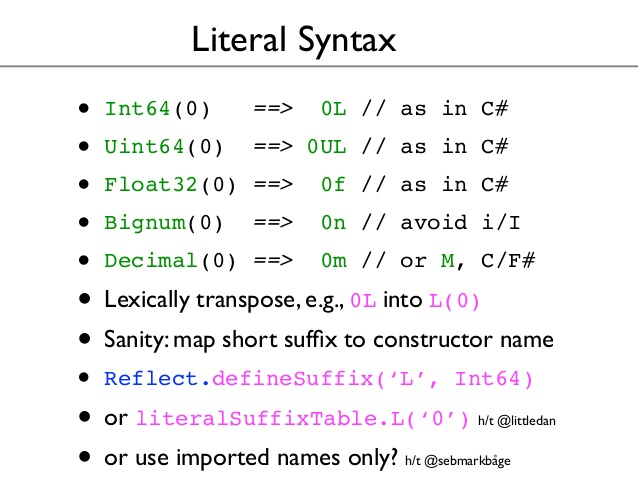 Literal Syntax
• Int64(0) ==> 0L // as in C#
• Uint64(0) ==> 0UL // as in C#
• Float32(0) ==> 0f // as in C#
• Bignum(0) ==> 0n // avoid i/I
• Decimal(0) ==> 0m // or M, C/F#
• Lexically transpose, e.g., 0L into L(0)
• Sanity: map short suffix to constructor name
• Reflect.defineSuffix(‘L’, Int64)
• or literalSuffixTable.L(‘0’) h/t @littledan
• or use imported names only? h/t @sebmarkbåge